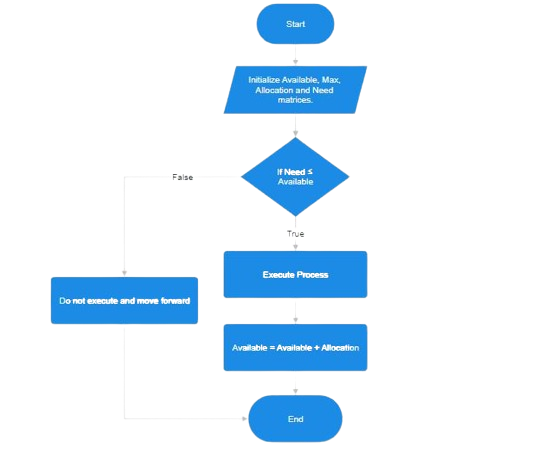 Start
Initialize Available, Max,
Allocation and Need
matrices.
If Need ≤
Available
False
True
Execute Process
Do not execute and move forward
Available = Available + Allocation
End